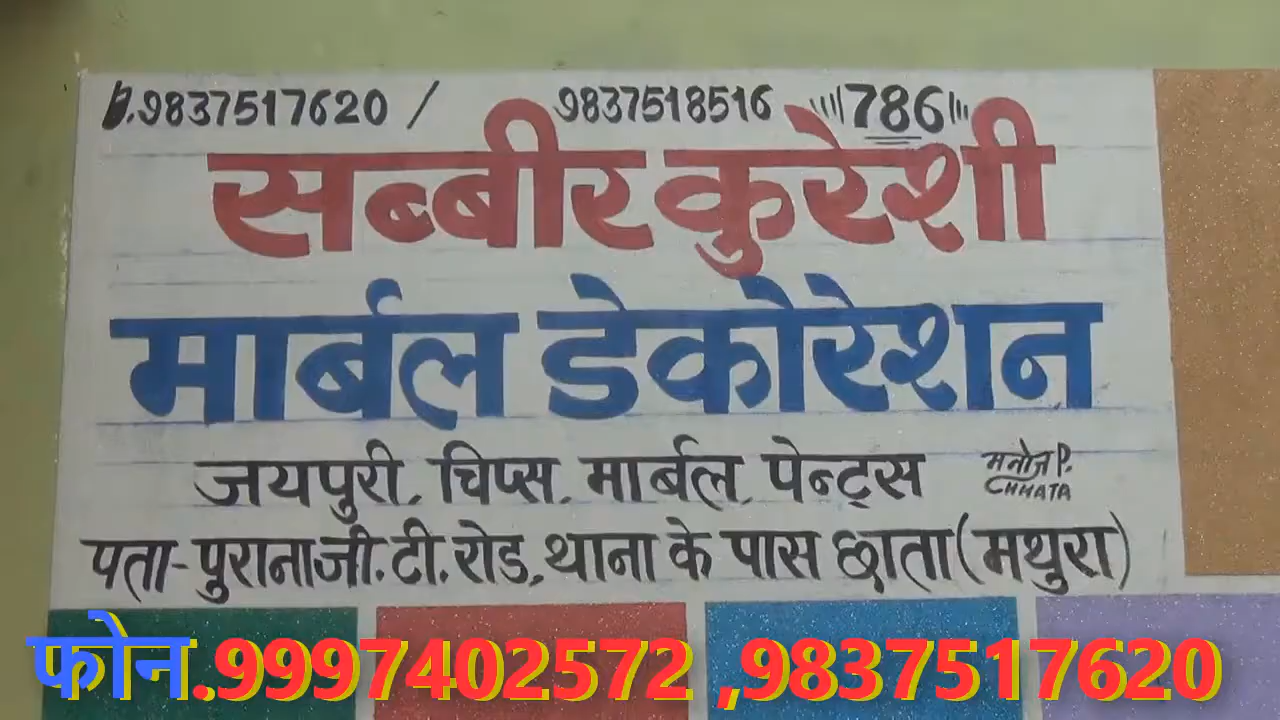 P.9837517620 / 9837518516 786
सब्बीर कुरेशी
मार्बल डेकोरेशन
जयपुरी, चिप्स, मार्बल, पेन्ट्स
मनोज P.
CHHATA
पता-पुराना जी.टी. रोड, थाना के पास छाता (मथुरा)
फोन.9997402572 ,9837517620